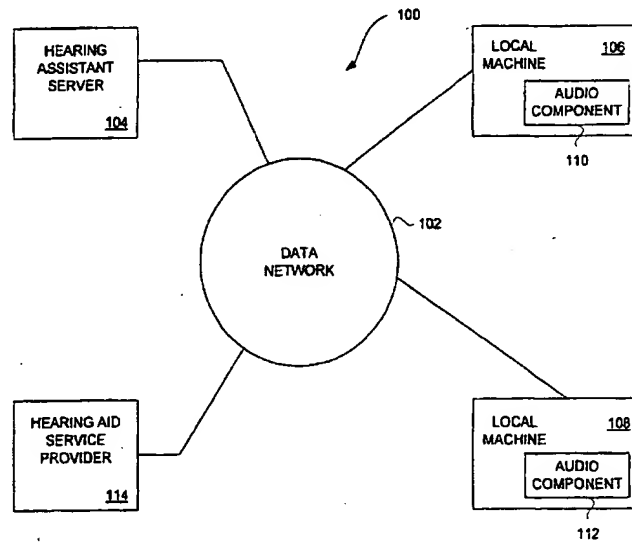 100
HEARING
ASSISTANT
SERVER
104
LOCAL
MACHINE
106
AUDIO
COMPONENT
110
102
DATA
NETWORK
HEARING AID
SERVICE
PROVIDER
114
LOCAL
MACHINE
108
AUDIO
COMPONENT
112